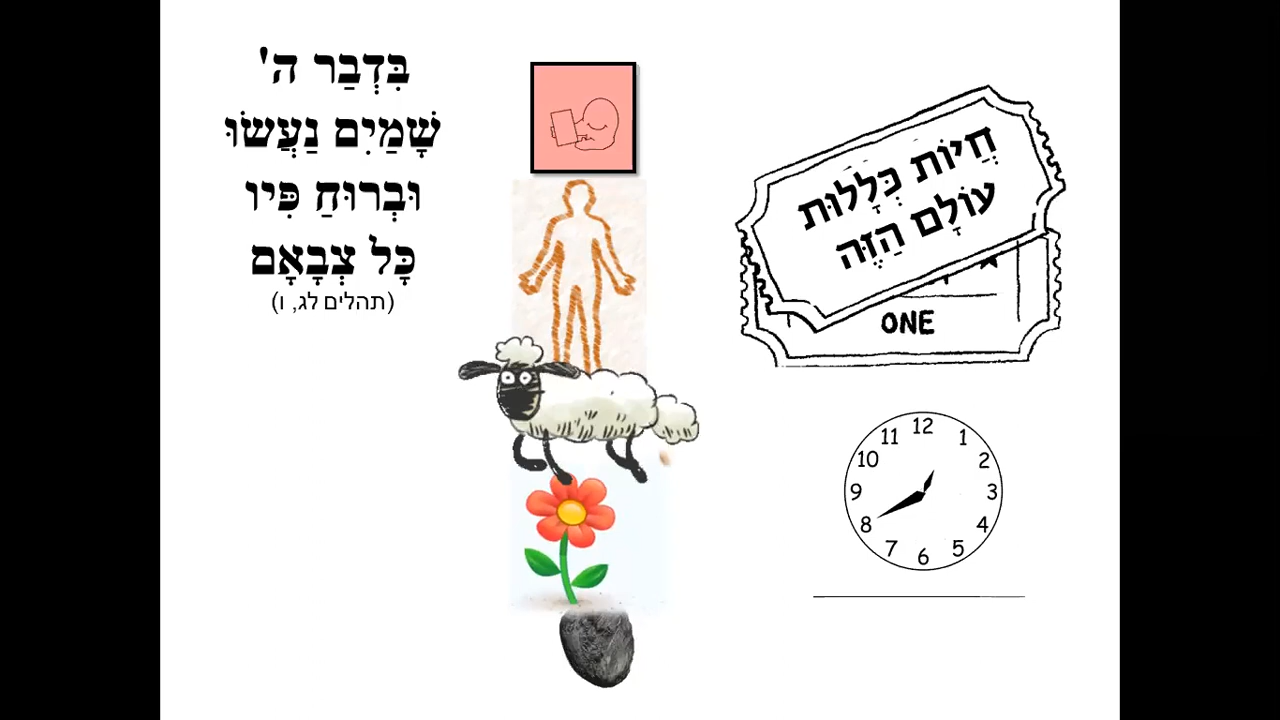 בִּדְבַר ה'
שָׁמַיִם נַעֲשׂוּ
וּבְרוּחַ פִּיו
כָּל צְבָאָם
(תהלים לג, ו)
חֲיוֹת כְּלָלוּת
עוֹלָם הַזֶּה
ONE
12
1
2
3
4
5
6
7
8
9
10
11